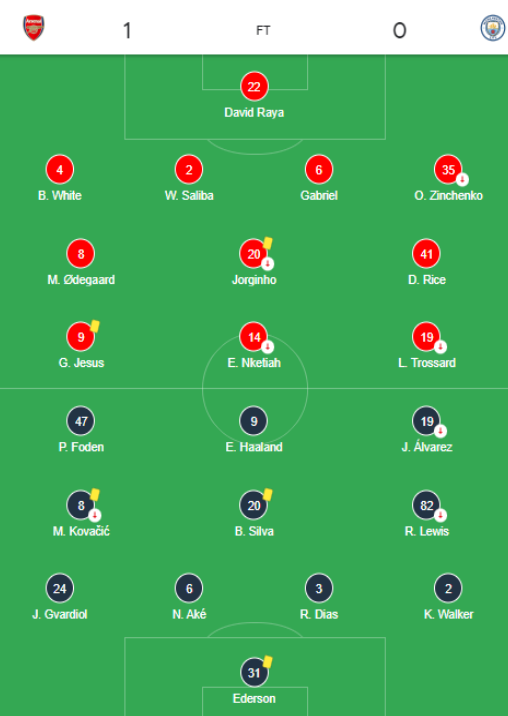 1 FT 0
22
David Raya
4 2 6 35
B. White W. Saliba Gabriel O. Zinchenko
8 20 41
M. Ødegaard Jorginho D. Rice
9 14 19
G. Jesus E. Nketiah L. Trossard
47 9 19
P. Foden E. Haaland J. Álvarez
8 20 82
M. Kovačić B. Silva R. Lewis
24 6 3 2
J. Gvardiol N. Aké R. Dias K. Walker
31
Ederson